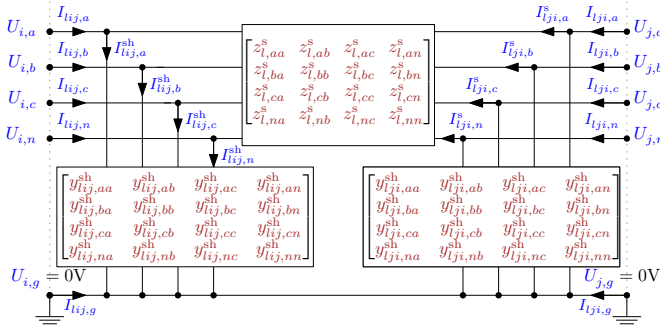 U_{i,a} I_{lij,a} I^{s}_{lji,a} I_{lji,a} U_{j,a}
I^{sh}_{lij,a}
U_{i,b} I_{lij,b} I^{s}_{lji,b} I_{lji,b} U_{j,b}
I^{sh}_{lij,b}
U_{i,c} I_{lij,c} I^{s}_{lji,c} I_{lji,c} U_{j,c}
I^{sh}_{lij,c}
U_{i,n} I_{lij,n} I^{s}_{lji,n} I_{lji,n} U_{j,n}
I^{sh}_{lij,n}
z^{s}_{l,aa} z^{s}_{l,ab} z^{s}_{l,ac} z^{s}_{l,an}
z^{s}_{l,ba} z^{s}_{l,bb} z^{s}_{l,bc} z^{s}_{l,bn}
z^{s}_{l,ca} z^{s}_{l,cb} z^{s}_{l,cc} z^{s}_{l,cn}
z^{s}_{l,na} z^{s}_{l,nb} z^{s}_{l,nc} z^{s}_{l,nn}
y^{sh}_{lij,aa} y^{sh}_{lij,ab} y^{sh}_{lij,ac} y^{sh}_{lij,an}
y^{sh}_{lij,ba} y^{sh}_{lij,bb} y^{sh}_{lij,bc} y^{sh}_{lij,bn}
y^{sh}_{lij,ca} y^{sh}_{lij,cb} y^{sh}_{lij,cc} y^{sh}_{lij,cn}
y^{sh}_{lij,na} y^{sh}_{lij,nb} y^{sh}_{lij,nc} y^{sh}_{lij,nn}
y^{sh}_{lji,aa} y^{sh}_{lji,ab} y^{sh}_{lji,ac} y^{sh}_{lji,an}
y^{sh}_{lji,ba} y^{sh}_{lji,bb} y^{sh}_{lji,bc} y^{sh}_{lji,bn}
y^{sh}_{lji,ca} y^{sh}_{lji,cb} y^{sh}_{lji,cc} y^{sh}_{lji,cn}
y^{sh}_{lji,na} y^{sh}_{lji,nb} y^{sh}_{lji,nc} y^{sh}_{lji,nn}
U_{i,g} = 0V U_{j,g} = 0V
I_{lij,g} I_{lji,g}